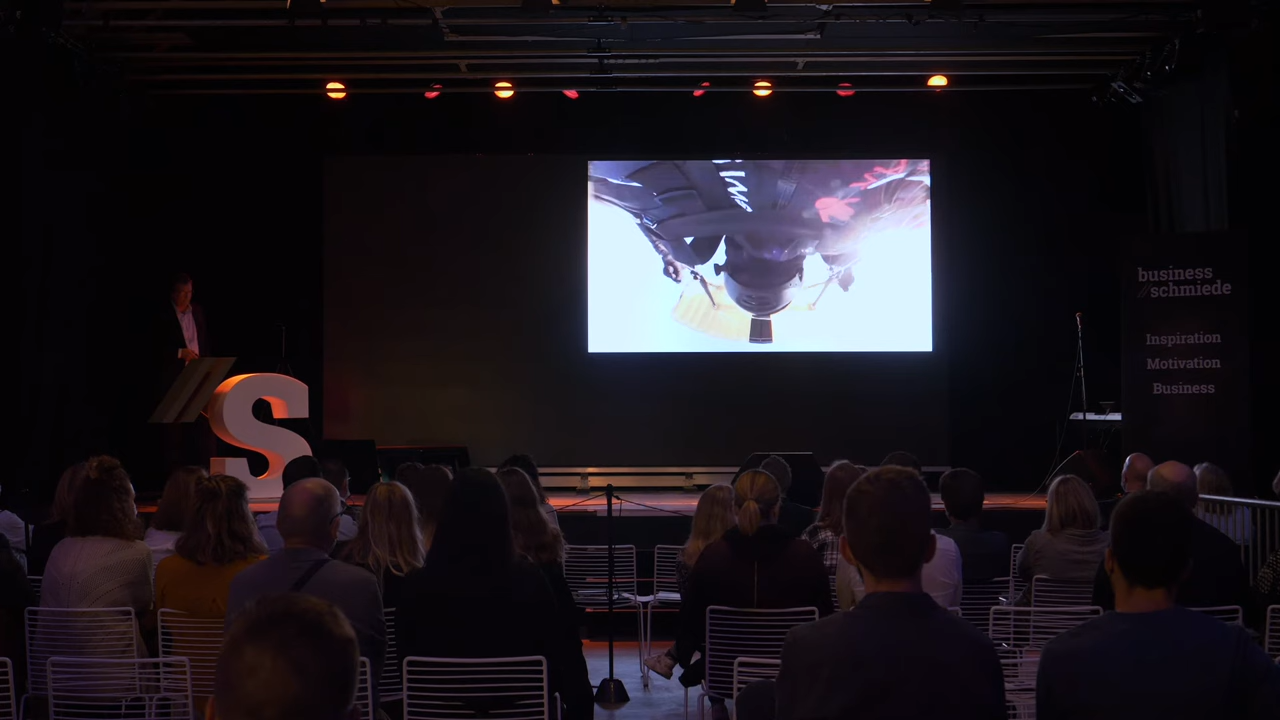 //S
business
//schmiede
Inspiration
Motivation
Business